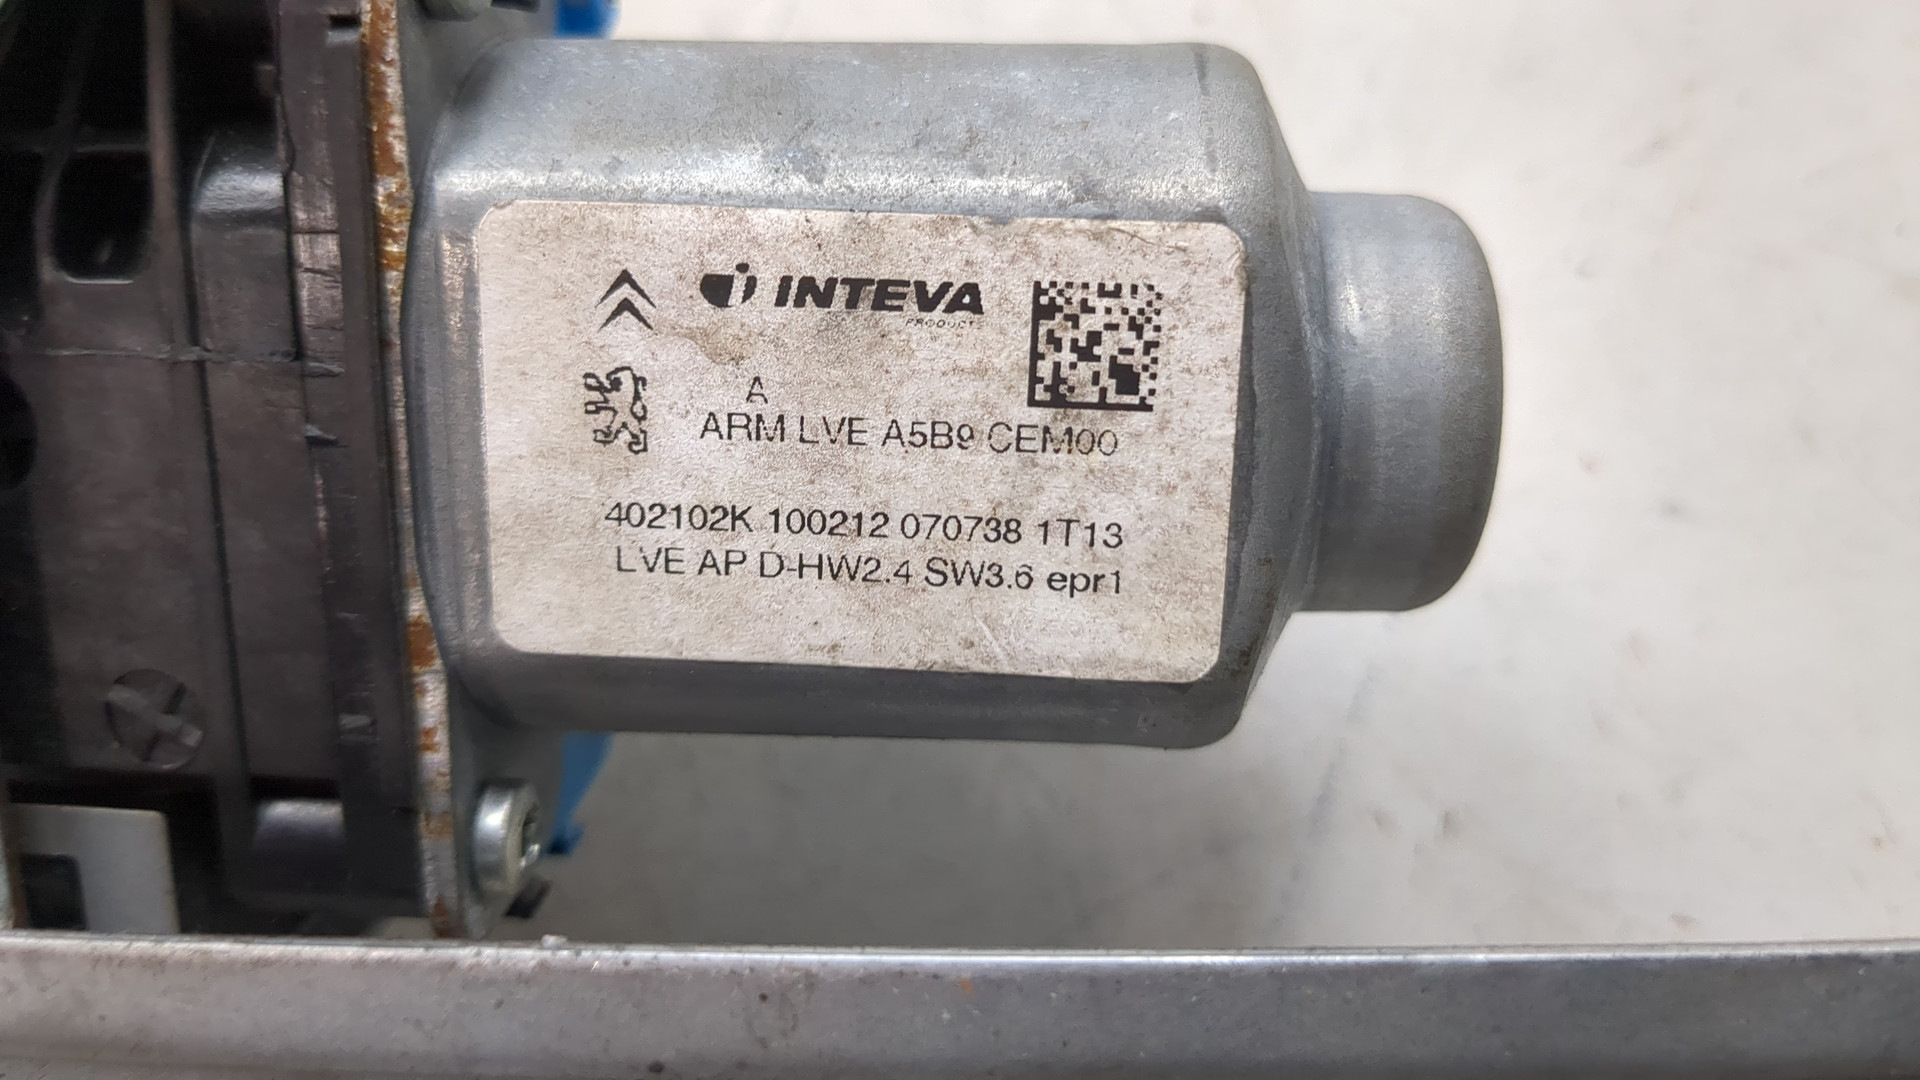 INTEVA
PRODUCTS
A
ARM LVE A5B9 CEM00
402102K 100212 070738 1T13
LVE AP D-HW2.4 SW3.6 epr1